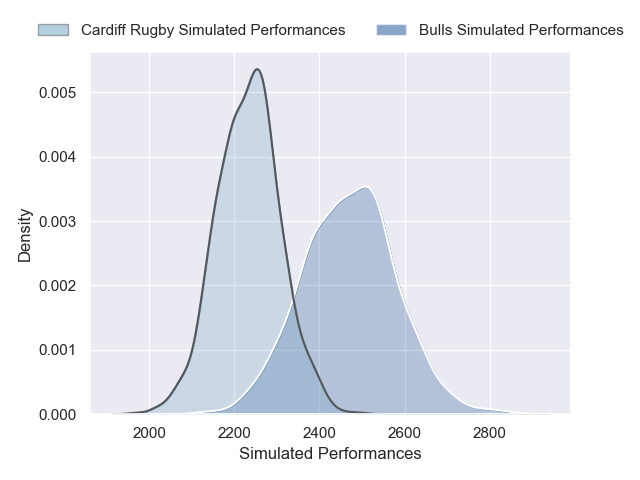 Cardiff Rugby Simulated Performances Bulls Simulated Performances
0.005
0.004
0.003
0.002
0.001
0.000
Density
2000 2200 2400 2600 2800
Simulated Performances